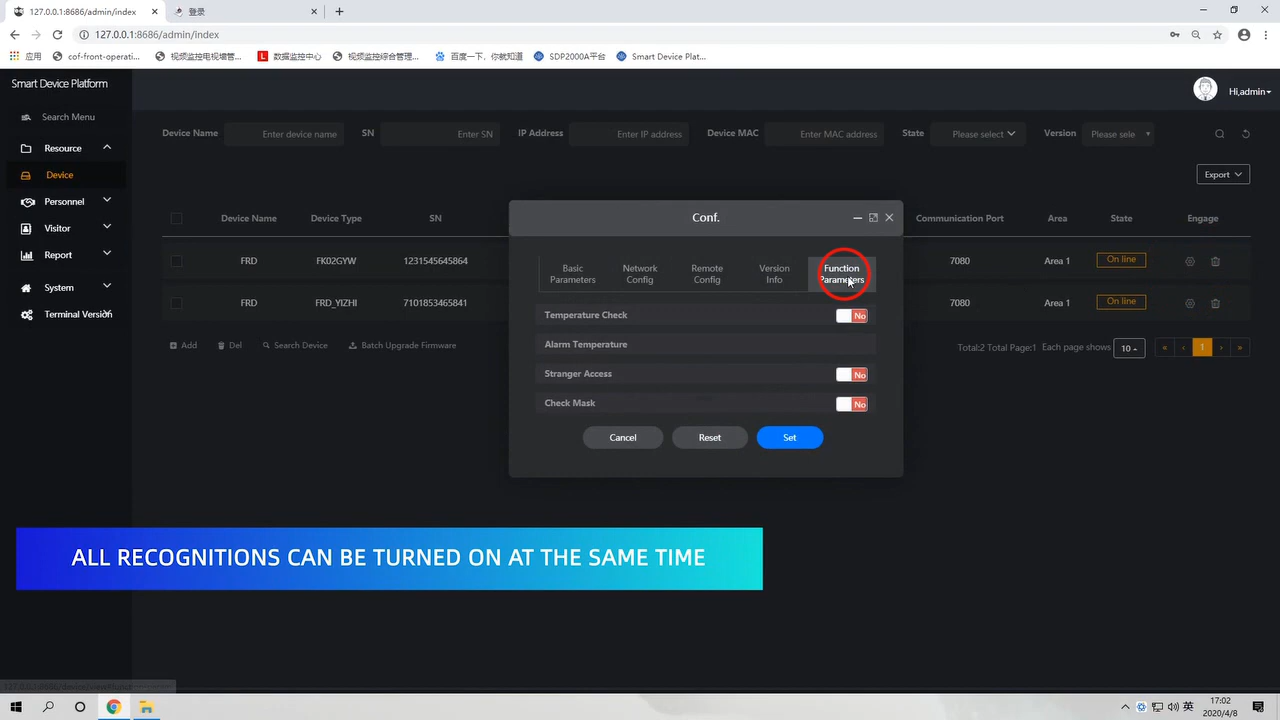 127.0.0.1:8686/admin/index
登录
127.0.0.1:8686/admin/index
应用
cof-front-operati...
视频监控电视墙管...
L
数据监控中心
视频监控综合管理...
百度一下，你就知道
SDP2000A平台
Smart Device Plat...
Smart Device Platform
Hi,admin
Search Menu
Resource
Device
Personnel
Visitor
Report
System
Terminal Version
Device Name
Enter device name
SN
Enter SN
IP Address
Enter IP address
Device MAC
Enter MAC address
State
Please select
Version
Please sele
Export
Device Name
Device Type
SN
Communication Port
Area
State
Engage
FRD
FK02GYW
1231545645864
7080
Area 1
On line
FRD
FRD_YIZHI
7101853465841
7080
Area 1
On line
Add
Del
Search Device
Batch Upgrade Firmware
Total:2 Total Page:1
Each page shows
10
«
‹
1
›
»
Conf.
Basic
Parameters
Network
Config
Remote
Config
Version
Info
Function
Parameters
Temperature Check
No
Alarm Temperature
Stranger Access
No
Check Mask
No
Cancel
Reset
Set
ALL RECOGNITIONS CAN BE TURNED ON AT THE SAME TIME
英
17:02
2020/4/8